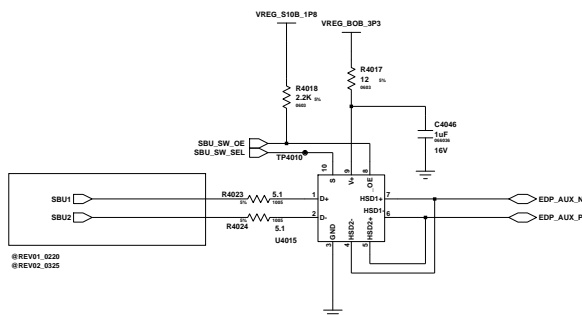 VREG_S10B_1P8
VREG_BOB_3P3
R4018
2.2K 5%
0603
R4017
12 5%
0603
C4046
1uF
16V
SBU_SW_OE
SBU_SW_SEL
TP4010
10
9
8
S
V+
_OE
SBU1
R4023
5%
5.1
1005
1
D+
HSD1+
7
EDP_AUX_N
SBU2
R4024
5%
5.1
1005
2
D-
HSD1-
6
EDP_AUX_P
U4015
GND
HSD2-
HSD2+
3
4
5
@REV01_0220
@REV02_0325